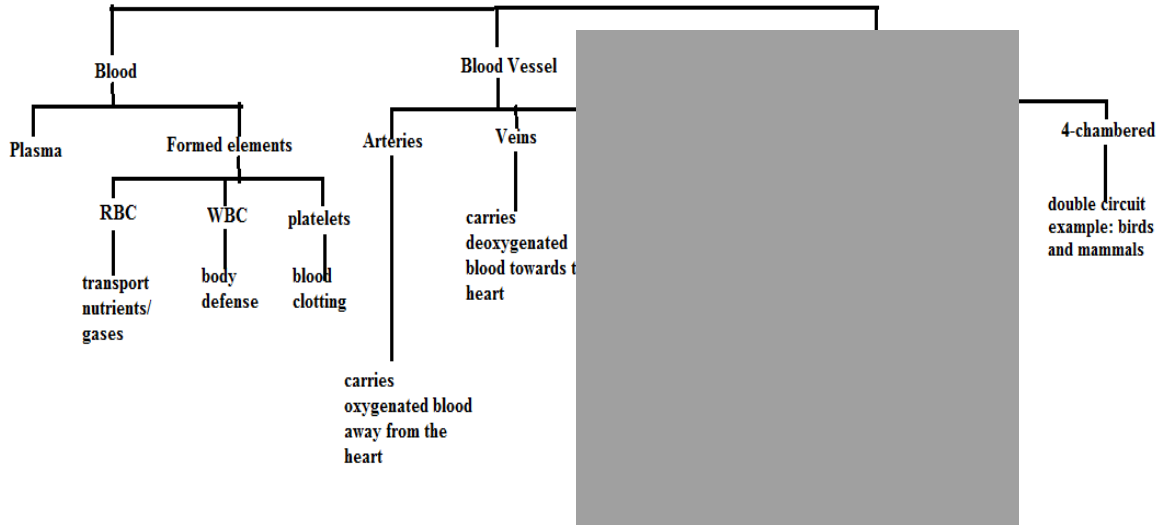 Blood
Blood Vessel
Plasma
Formed elements
Arteries
Veins
4-chambered
RBC
WBC
platelets
carries
deoxygenated
blood towards
heart
double circuit
example: birds
and mammals
transport
nutrients/
gases
body
defense
blood
clotting
carries
oxygenated blood
away from the
heart